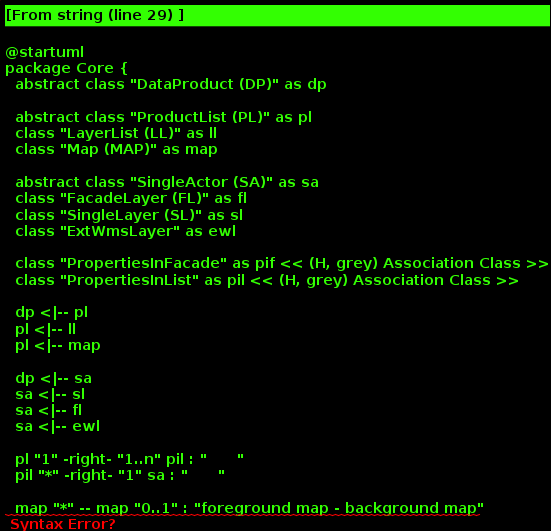 [From string (line 29) ]
@startuml
package Core {
abstract class "DataProduct (DP)" as dp
abstract class "ProductList (PL)" as pl
class "LayerList (LL)" as ll
class "Map (MAP)" as map
abstract class "SingleActor (SA)" as sa
class "FacadeLayer (FL)" as fl
class "SingleLayer (SL)" as sl
class "ExtWmsLayer" as ewl
class "PropertiesInFacade" as pif << (H, grey) Association Class >>
class "PropertiesInList" as pil << (H, grey) Association Class >>
dp <|-- pl
pl <|-- ll
pl <|-- map
dp <|-- sa
sa <|-- sl
sa <|-- fl
sa <|-- ewl
pl "1" -right- "1..n" pil : "      "
pil "*" -right- "1" sa : "      "
map "*" -- map "0..1" : "foreground map - background map"
Syntax Error?